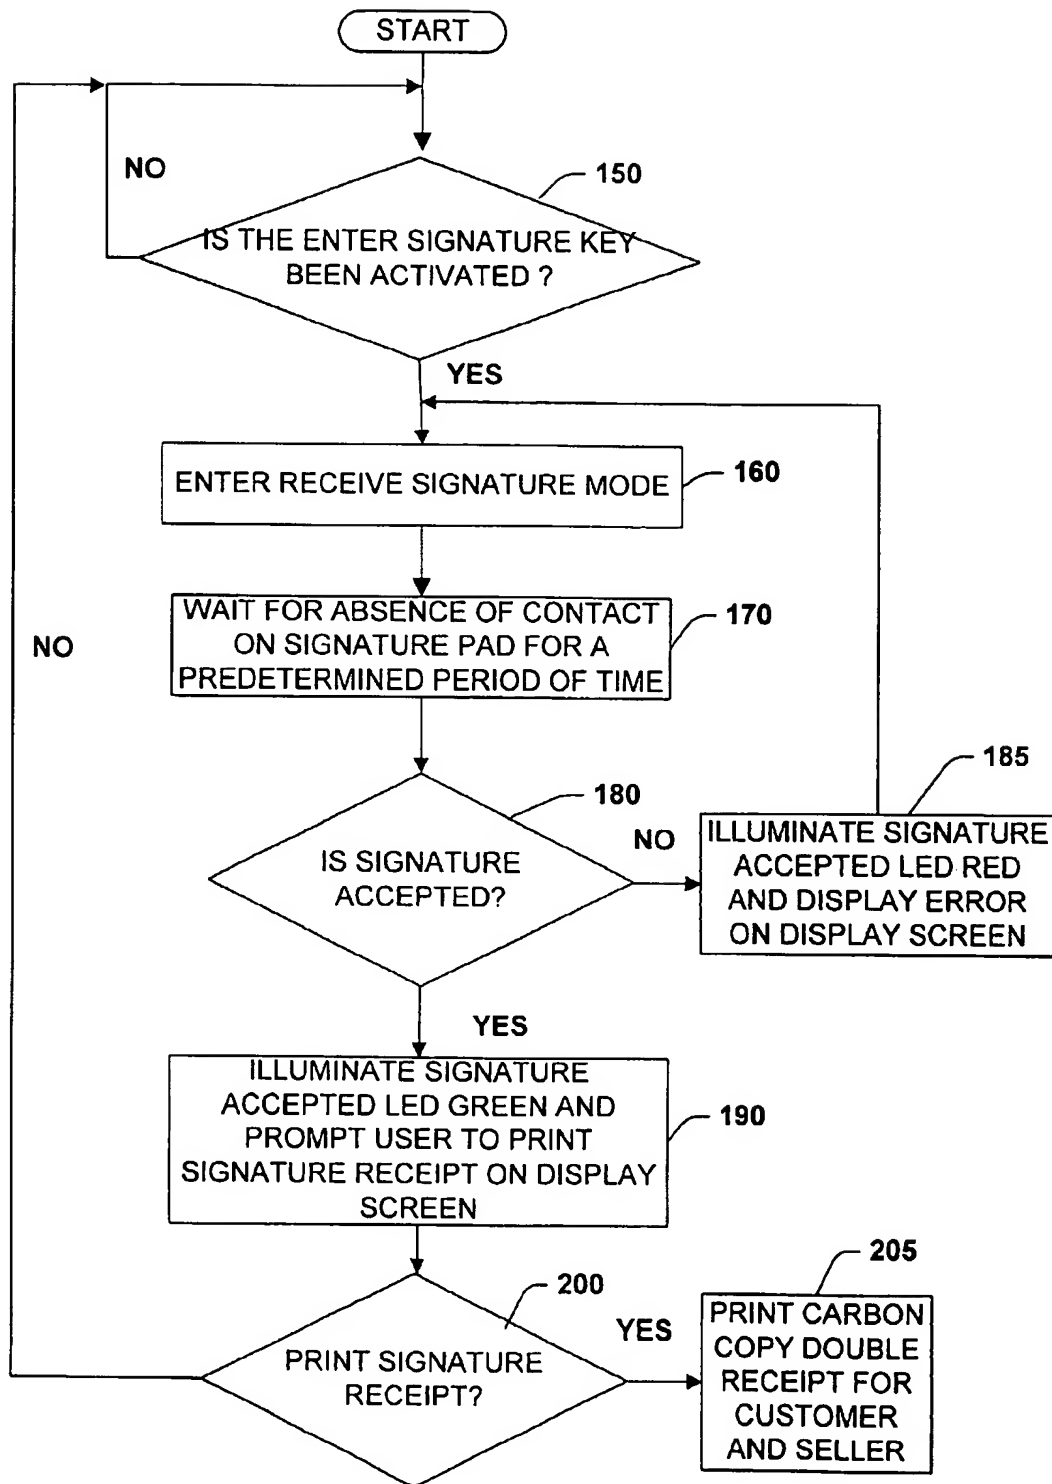 START
NO
150
IS THE ENTER SIGNATURE KEY
BEEN ACTIVATED ?
YES
ENTER RECEIVE SIGNATURE MODE
160
WAIT FOR ABSENCE OF CONTACT
ON SIGNATURE PAD FOR A
PREDETERMINED PERIOD OF TIME
170
NO
180
IS SIGNATURE
ACCEPTED?
NO
185
ILLUMINATE SIGNATURE
ACCEPTED LED RED
AND DISPLAY ERROR
ON DISPLAY SCREEN
YES
ILLUMINATE SIGNATURE
ACCEPTED LED GREEN AND
PROMPT USER TO PRINT
SIGNATURE RECEIPT ON DISPLAY
SCREEN
190
200
PRINT SIGNATURE
RECEIPT?
YES
205
PRINT CARBON
COPY DOUBLE
RECEIPT FOR
CUSTOMER
AND SELLER